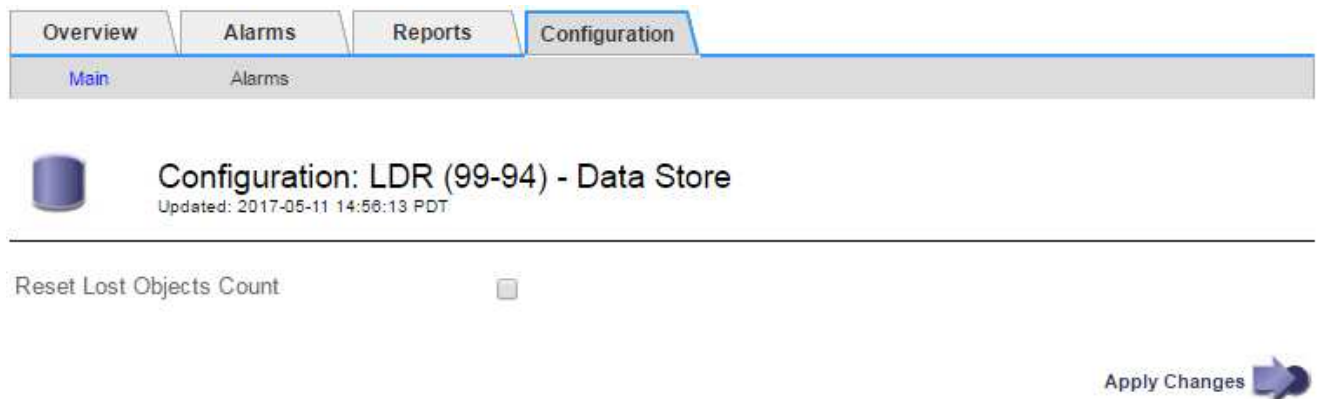 Overview Alarms Reports Configuration
Main Alarms
Configuration: LDR (99-94) - Data Store
Updated: 2017-05-11 14:56:13 PDT
Reset Lost Objects Count
Apply Changes